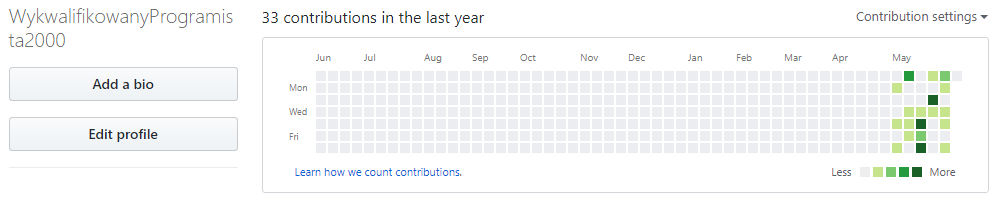 WykwalifikowanyProgramis
ta2000
Add a bio
Edit profile
33 contributions in the last year
Contribution settings
Jun Jul Aug Sep Oct Nov Dec Jan Feb Mar Apr May
Mon
Wed
Fri
Learn how we count contributions.
Less More